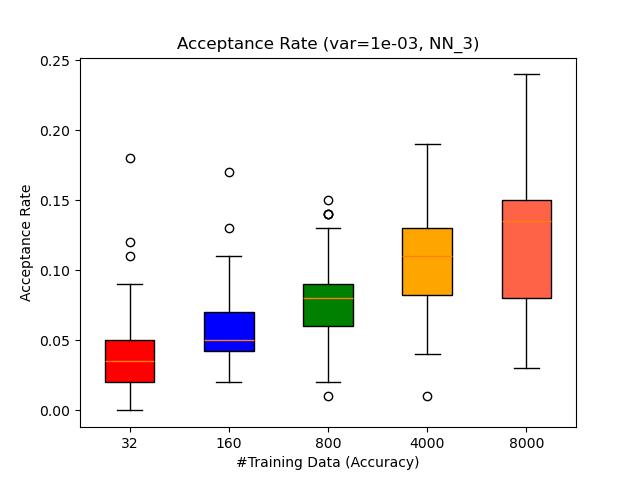 Acceptance Rate (var=1e-03, NN_3)
0.25
0.20
0.15
0.10
0.05
0.00
Acceptance Rate
32 160 800 4000 8000
#Training Data (Accuracy)